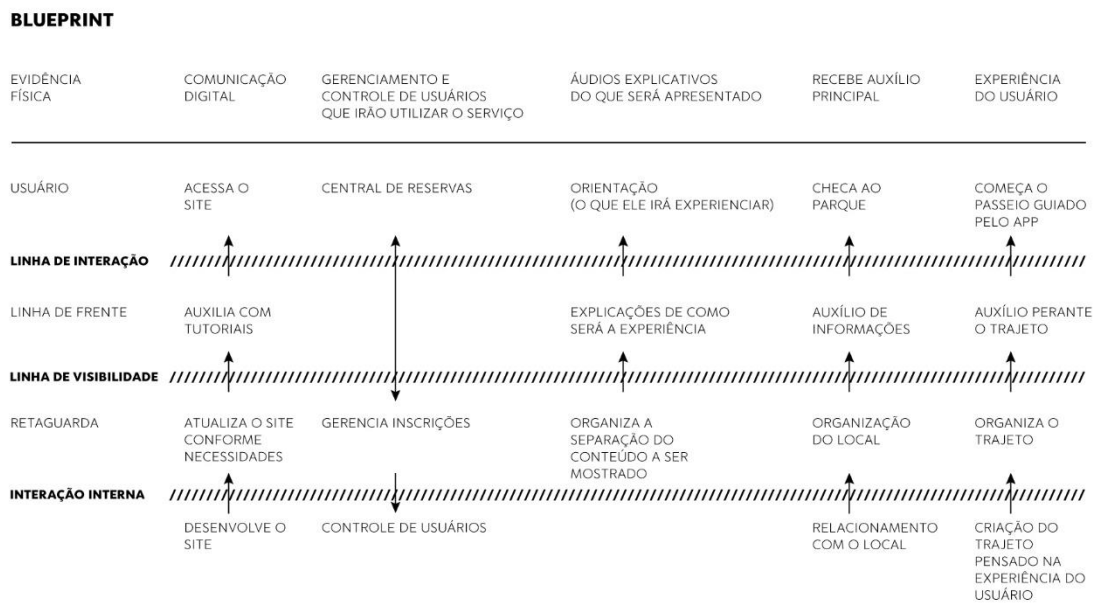 BLUEPRINT
EVIDÊNCIA
FÍSICA
COMUNICAÇÃO
DIGITAL
GERENCIAMENTO E
CONTROLE DE USUÁRIOS
QUE IRÃO UTILIZAR O SERVIÇO
ÁUDIOS EXPLICATIVOS
DO QUE SERÁ APRESENTADO
RECEBE AUXÍLIO
PRINCIPAL
EXPERIÊNCIA
DO USUÁRIO
USUÁRIO
ACESSA O
SITE
CENTRAL DE RESERVAS
ORIENTAÇÃO
(O QUE ELE IRÁ EXPERIENCIAR)
CHECA AO
PARQUE
COMEÇA O
PASSEIO GUIADO
PELO APP
LINHA DE INTERAÇÃO
LINHA DE FRENTE
AUXILIA COM
TUTORIAIS
EXPLICAÇÕES DE COMO
SERÁ A EXPERIÊNCIA
AUXÍLIO DE
INFORMAÇÕES
AUXÍLIO PERANTE
O TRAJETO
LINHA DE VISIBILIDADE
RETAGUARDA
ATUALIZA O SITE
CONFORME
NECESSIDADES
GERENCIA INSCRIÇÕES
ORGANIZA A
SEPARAÇÃO DO
CONTEÚDO A SER
MOSTRADO
ORGANIZAÇÃO
DO LOCAL
ORGANIZA O
TRAJETO
INTERAÇÃO INTERNA
DESENVOLVE O
SITE
CONTROLE DE USUÁRIOS
RELACIONAMENTO
COM O LOCAL
CRIAÇÃO DO
TRAJETO
PENSADO NA
EXPERIÊNCIA DO
USUÁRIO